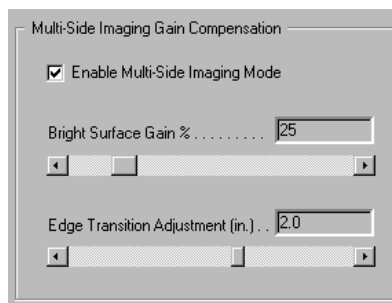 Multi-Side Imaging Gain Compensation
Enable Multi-Side Imaging Mode
Bright Surface Gain % . . . . . . . . . 25
Edge Transition Adjustment (in.) . . 2.0